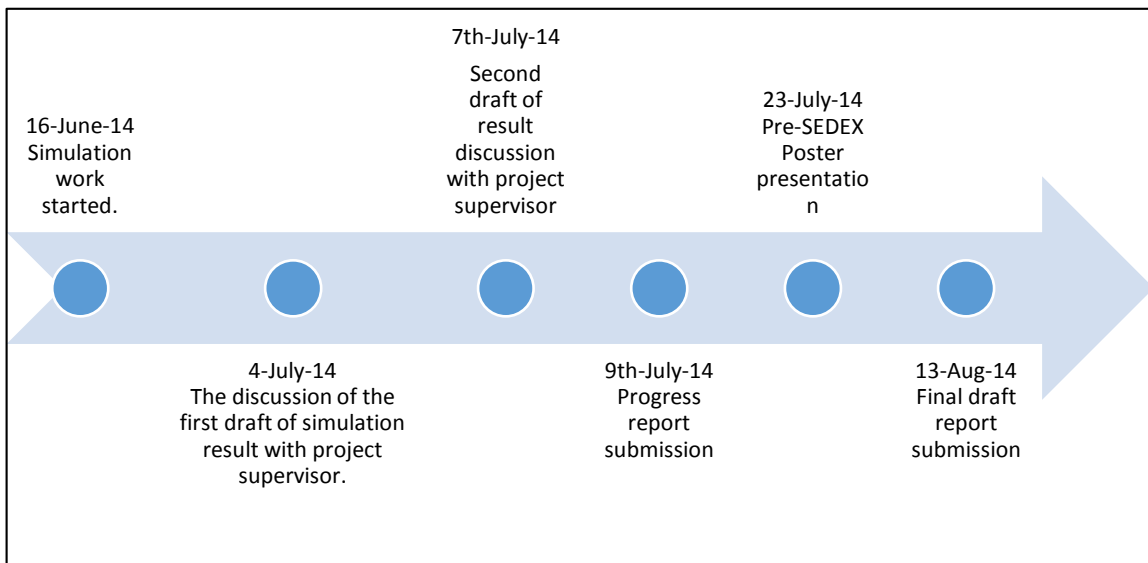 16-June-14
Simulation
work
started.
4-July-14
The discussion of the
first draft of simulation
result with project
supervisor.
7th-July-14
Second
draft of
result
discussion
with project
supervisor
9th-July-14
Progress
report
submission
23-July-14
Pre-SEDEX
Poster
presentatio
n
13-Aug-14
Final draft
report
submission